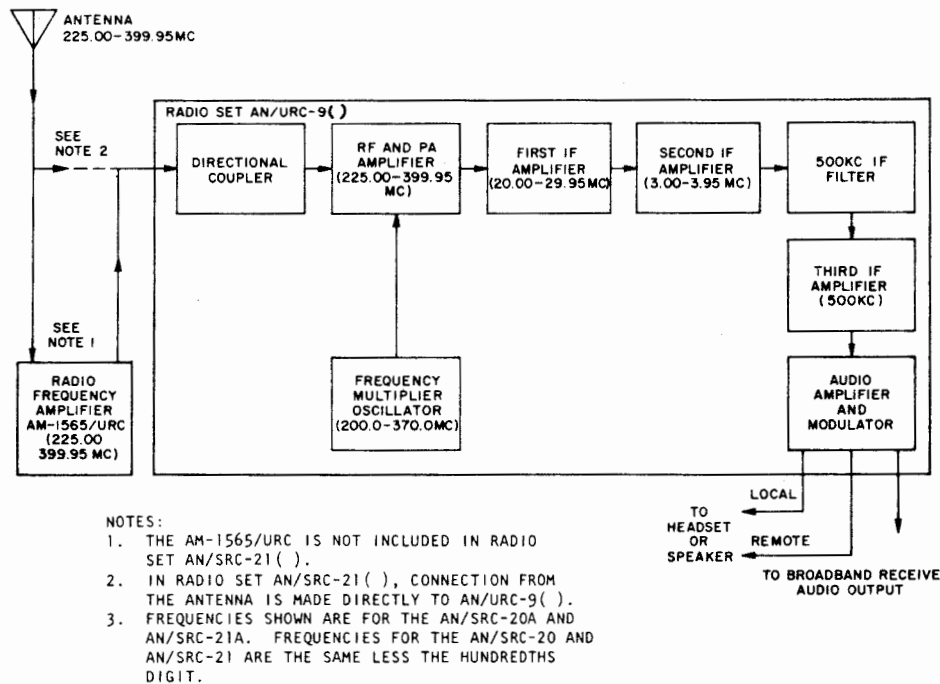 ANTENNA
225.00-399.95MC
SEE
NOTE 2
RADIO SET AN/URC-9( )
DIRECTIONAL
COUPLER
RF AND PA
AMPLIFIER
(225.00-399.95
MC)
FIRST IF
AMPLIFIER
(20.00-29.95MC)
SECOND IF
AMPLIFIER
(3.00-3.95 MC)
500KC IF
FILTER
THIRD IF
AMPLIFIER
(500KC)
SEE
NOTE 1
RADIO
FREQUENCY
AMPLIFIER
AM-1565/URC
(225.00
399.95 MC)
FREQUENCY
MULTIPLIER
OSCILLATOR
(200.0-370.0MC)
AUDIO
AMPLIFIER
AND
MODULATOR
LOCAL
TO
HEADSET
OR
SPEAKER
REMOTE
TO BROADBAND RECEIVE
AUDIO OUTPUT
NOTES:
1. THE AM-1565/URC IS NOT INCLUDED IN RADIO
SET AN/SRC-21( ).
2. IN RADIO SET AN/SRC-21( ), CONNECTION FROM
THE ANTENNA IS MADE DIRECTLY TO AN/URC-9( ).
3. FREQUENCIES SHOWN ARE FOR THE AN/SRC-20A AND
AN/SRC-21A. FREQUENCIES FOR THE AN/SRC-20 AND
AN/SRC-21 ARE THE SAME LESS THE HUNDREDTHS
DIGIT.